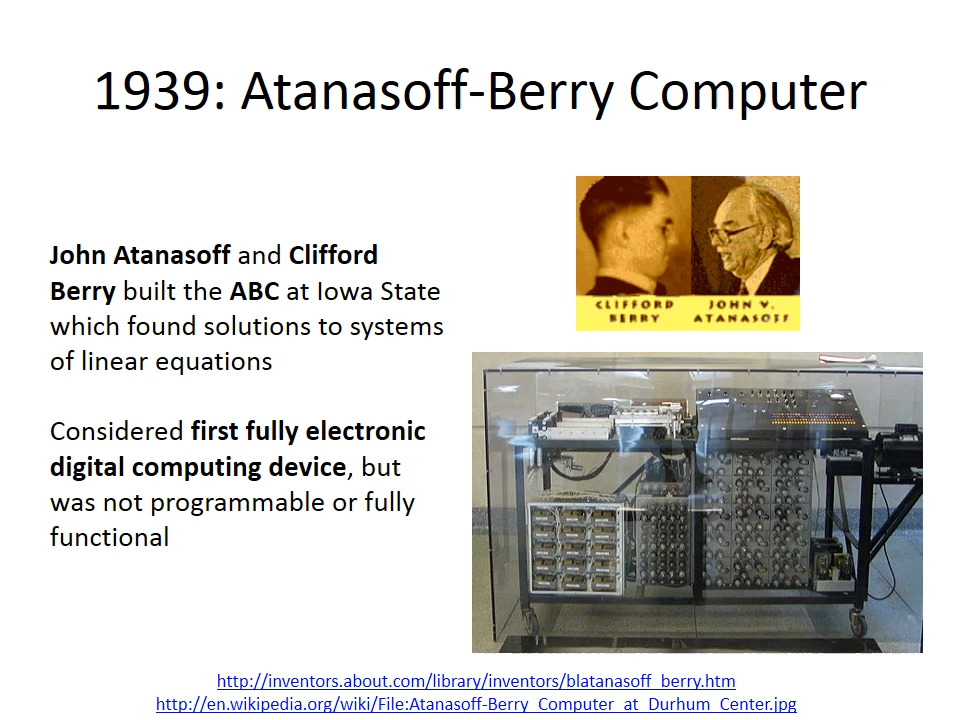 1939: Atanasoff-Berry Computer
CLIFFORD BERRY
JOHN V. ATANASOFF
John Atanasoff and Clifford
Berry built the ABC at Iowa State
which found solutions to systems
of linear equations
Considered first fully electronic
digital computing device, but
was not programmable or fully
functional
http://inventors.about.com/library/inventors/blatanasoff_berry.htm
http://en.wikipedia.org/wiki/File:Atanasoff-Berry_Computer_at_Durhum_Center.jpg